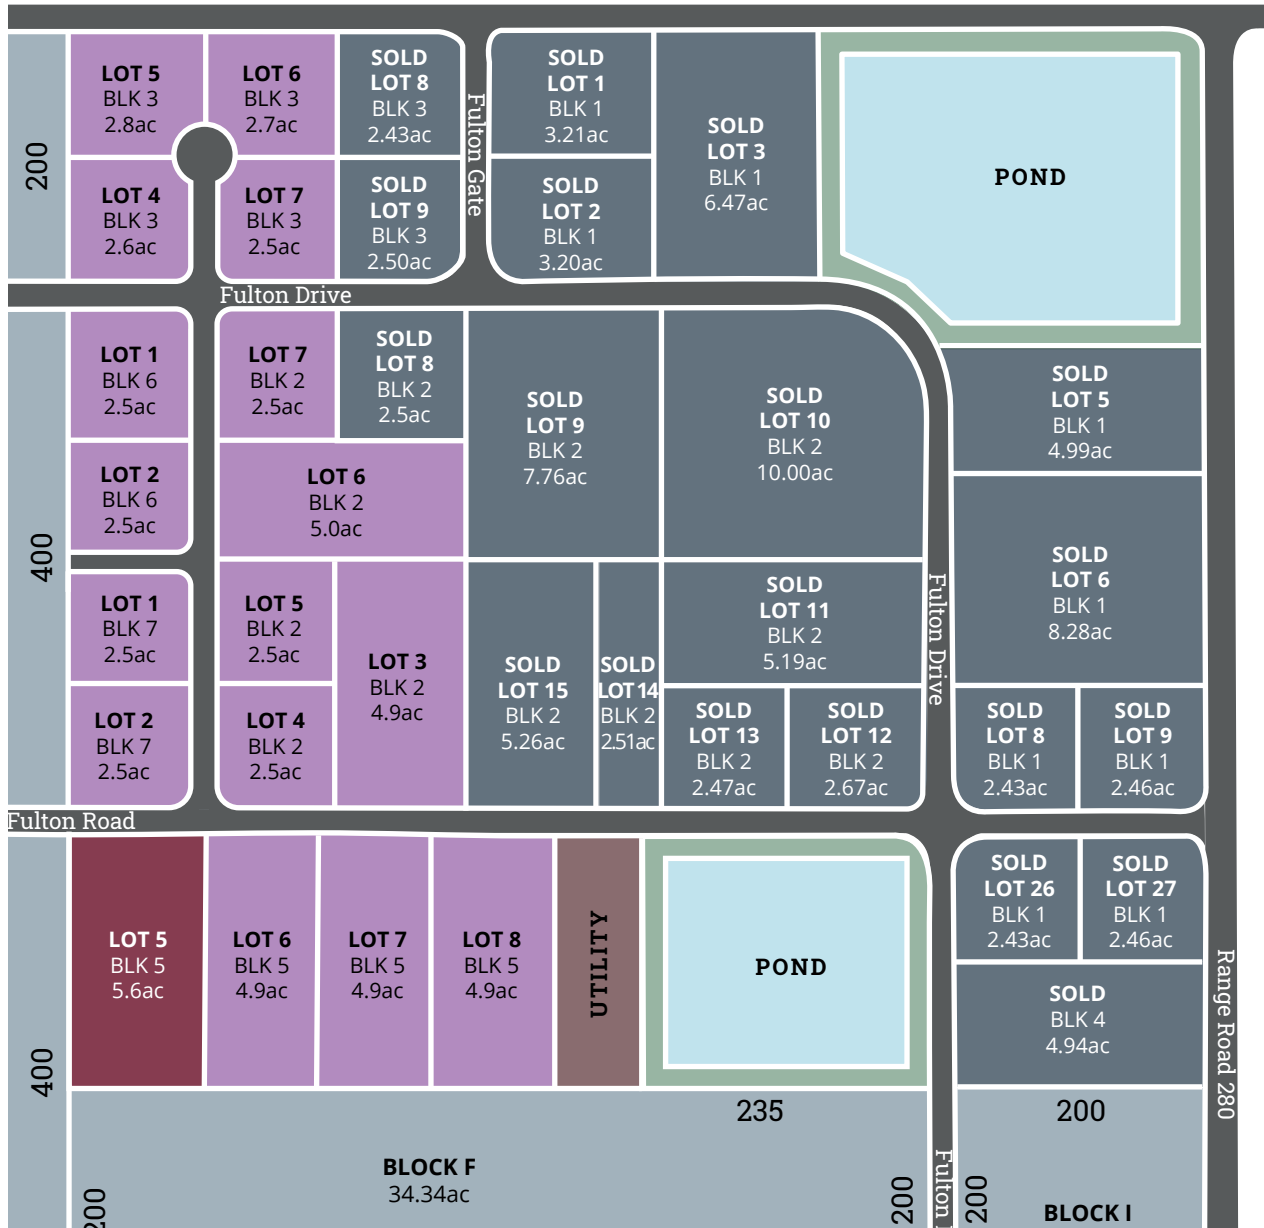 LOT 5
BLK 3
2.8ac
LOT 6
BLK 3
2.7ac
SOLD
LOT 8
BLK 3
2.43ac
Fulton Gate
SOLD
LOT 1
BLK 1
3.21ac
SOLD
LOT 3
BLK 1
6.47ac
POND
200
LOT 4
BLK 3
2.6ac
LOT 7
BLK 3
2.5ac
SOLD
LOT 9
BLK 3
2.50ac
SOLD
LOT 2
BLK 1
3.20ac
Fulton Drive
LOT 1
BLK 6
2.5ac
LOT 7
BLK 2
2.5ac
SOLD
LOT 8
BLK 2
2.5ac
SOLD
LOT 9
BLK 2
7.76ac
SOLD
LOT 10
BLK 2
10.00ac
SOLD
LOT 5
BLK 1
4.99ac
LOT 2
BLK 6
2.5ac
LOT 6
BLK 2
5.0ac
400
SOLD
LOT 6
BLK 1
8.28ac
LOT 1
BLK 7
2.5ac
LOT 5
BLK 2
2.5ac
LOT 3
BLK 2
4.9ac
SOLD
LOT 15
BLK 2
5.26ac
SOLD
LOT 14
BLK 2
2.51ac
SOLD
LOT 11
BLK 2
5.19ac
Fulton Drive
LOT 2
BLK 7
2.5ac
LOT 4
BLK 2
2.5ac
SOLD
LOT 13
BLK 2
2.47ac
SOLD
LOT 12
BLK 2
2.67ac
SOLD
LOT 8
BLK 1
2.43ac
SOLD
LOT 9
BLK 1
2.46ac
Fulton Road
LOT 5
BLK 5
5.6ac
LOT 6
BLK 5
4.9ac
LOT 7
BLK 5
4.9ac
LOT 8
BLK 5
4.9ac
UTILITY
POND
SOLD
LOT 26
BLK 1
2.43ac
SOLD
LOT 27
BLK 1
2.46ac
SOLD
BLK 4
4.94ac
Range Road 280
400
235
200
BLOCK F
34.34ac
200
200
Fulton
200
BLOCK I